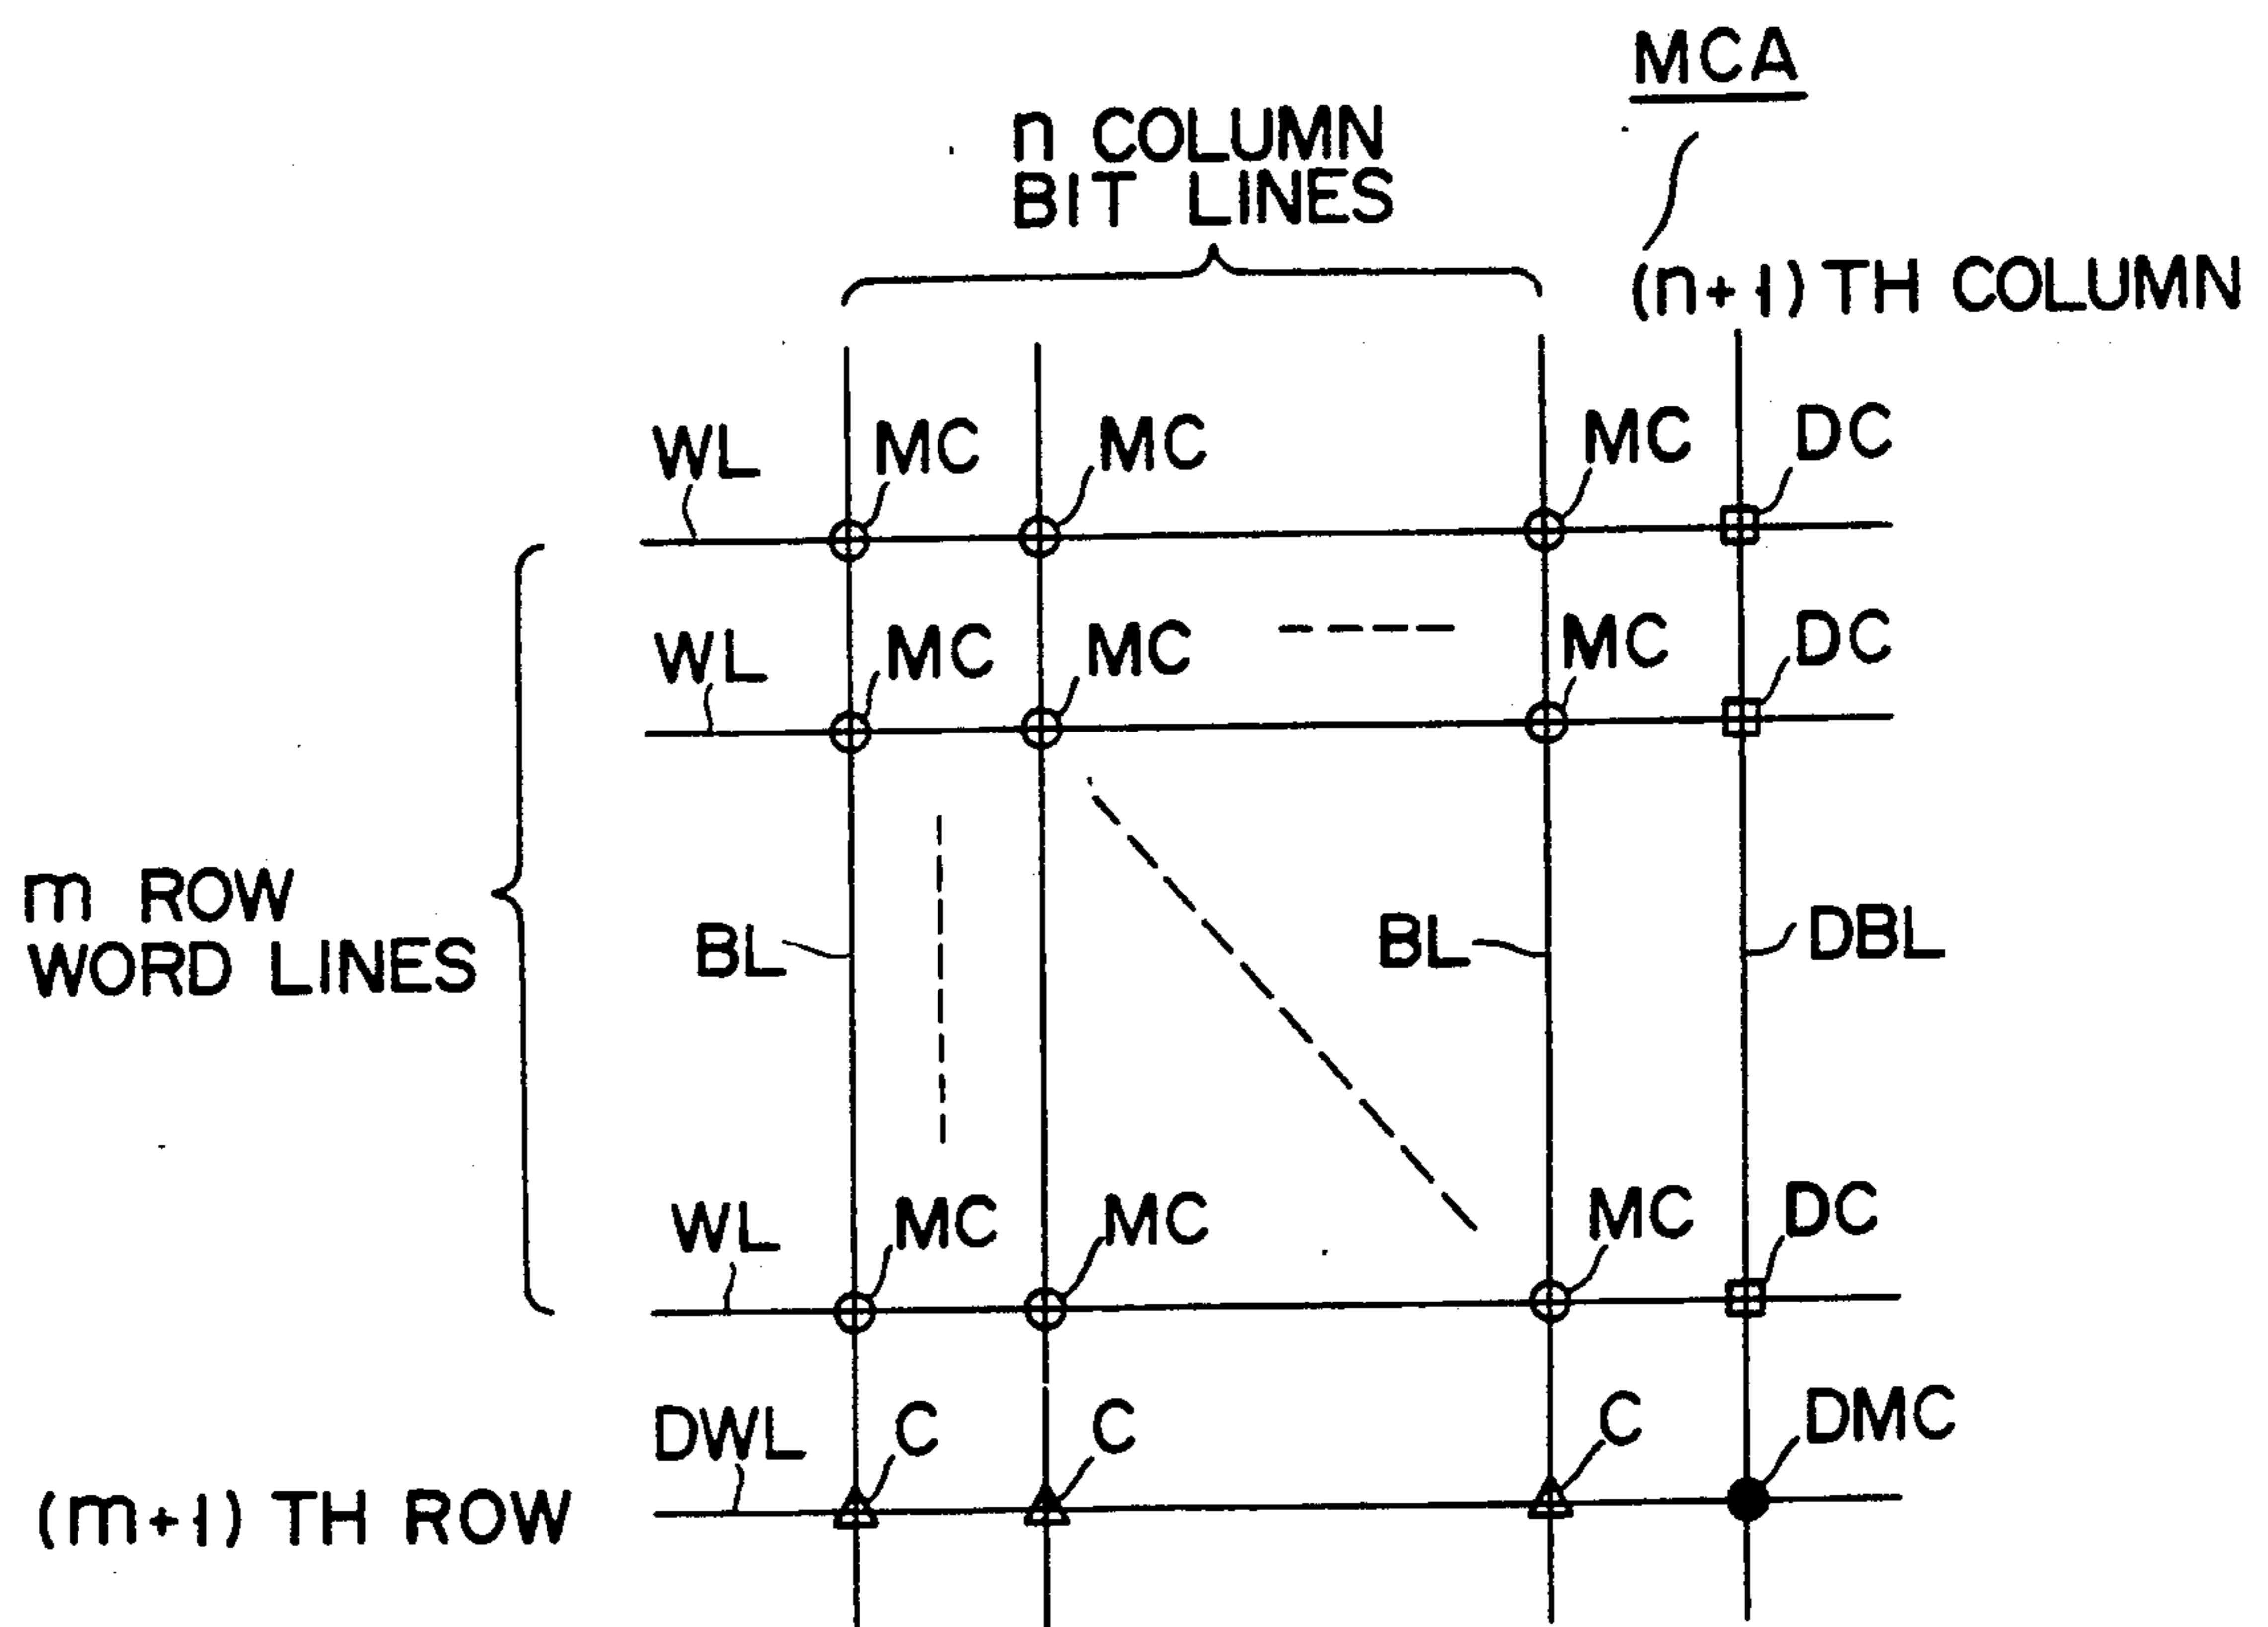 MCA
n COLUMN
BIT LINES
(n+1) TH COLUMN
WL MC MC MC DC
WL MC MC MC DC
m ROW
WORD LINES
BL BL DBL
WL MC MC MC DC
DWL C C C DMC
(m+1) TH ROW